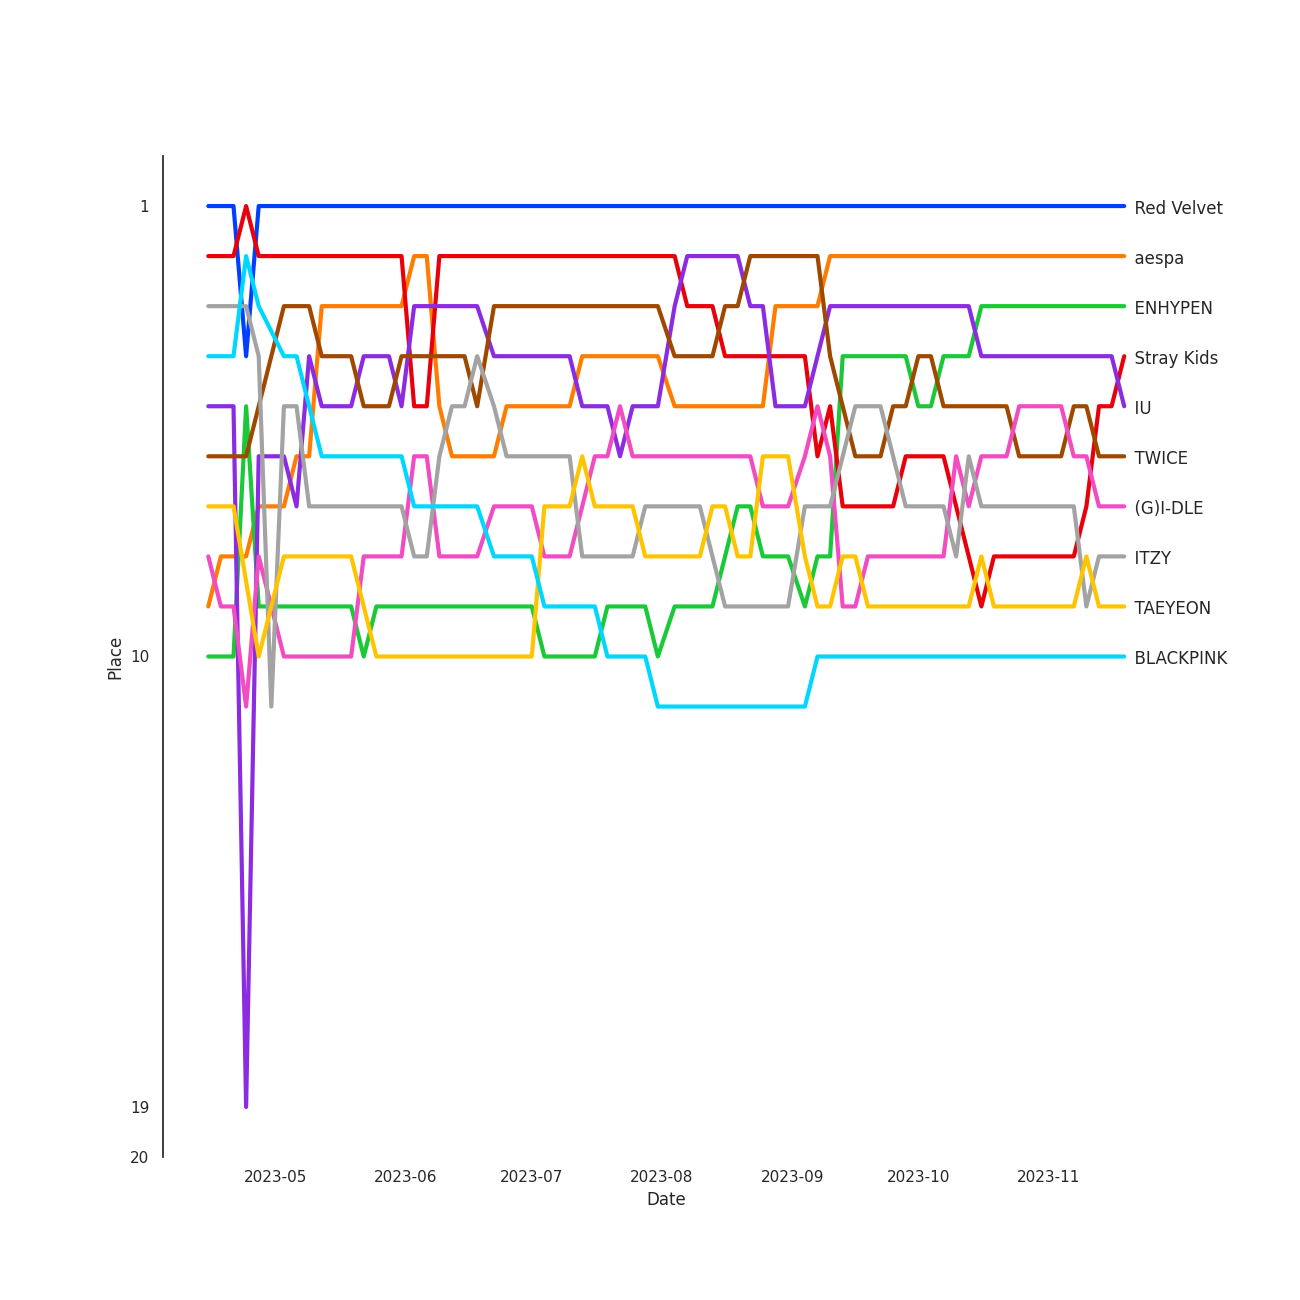 1
10
19
20
Place
Red Velvet
aespa
ENHYPEN
Stray Kids
IU
TWICE
(G)I-DLE
ITZY
TAEYEON
BLACKPINK
2023-05 2023-06 2023-07 2023-08 2023-09 2023-10 2023-11
Date